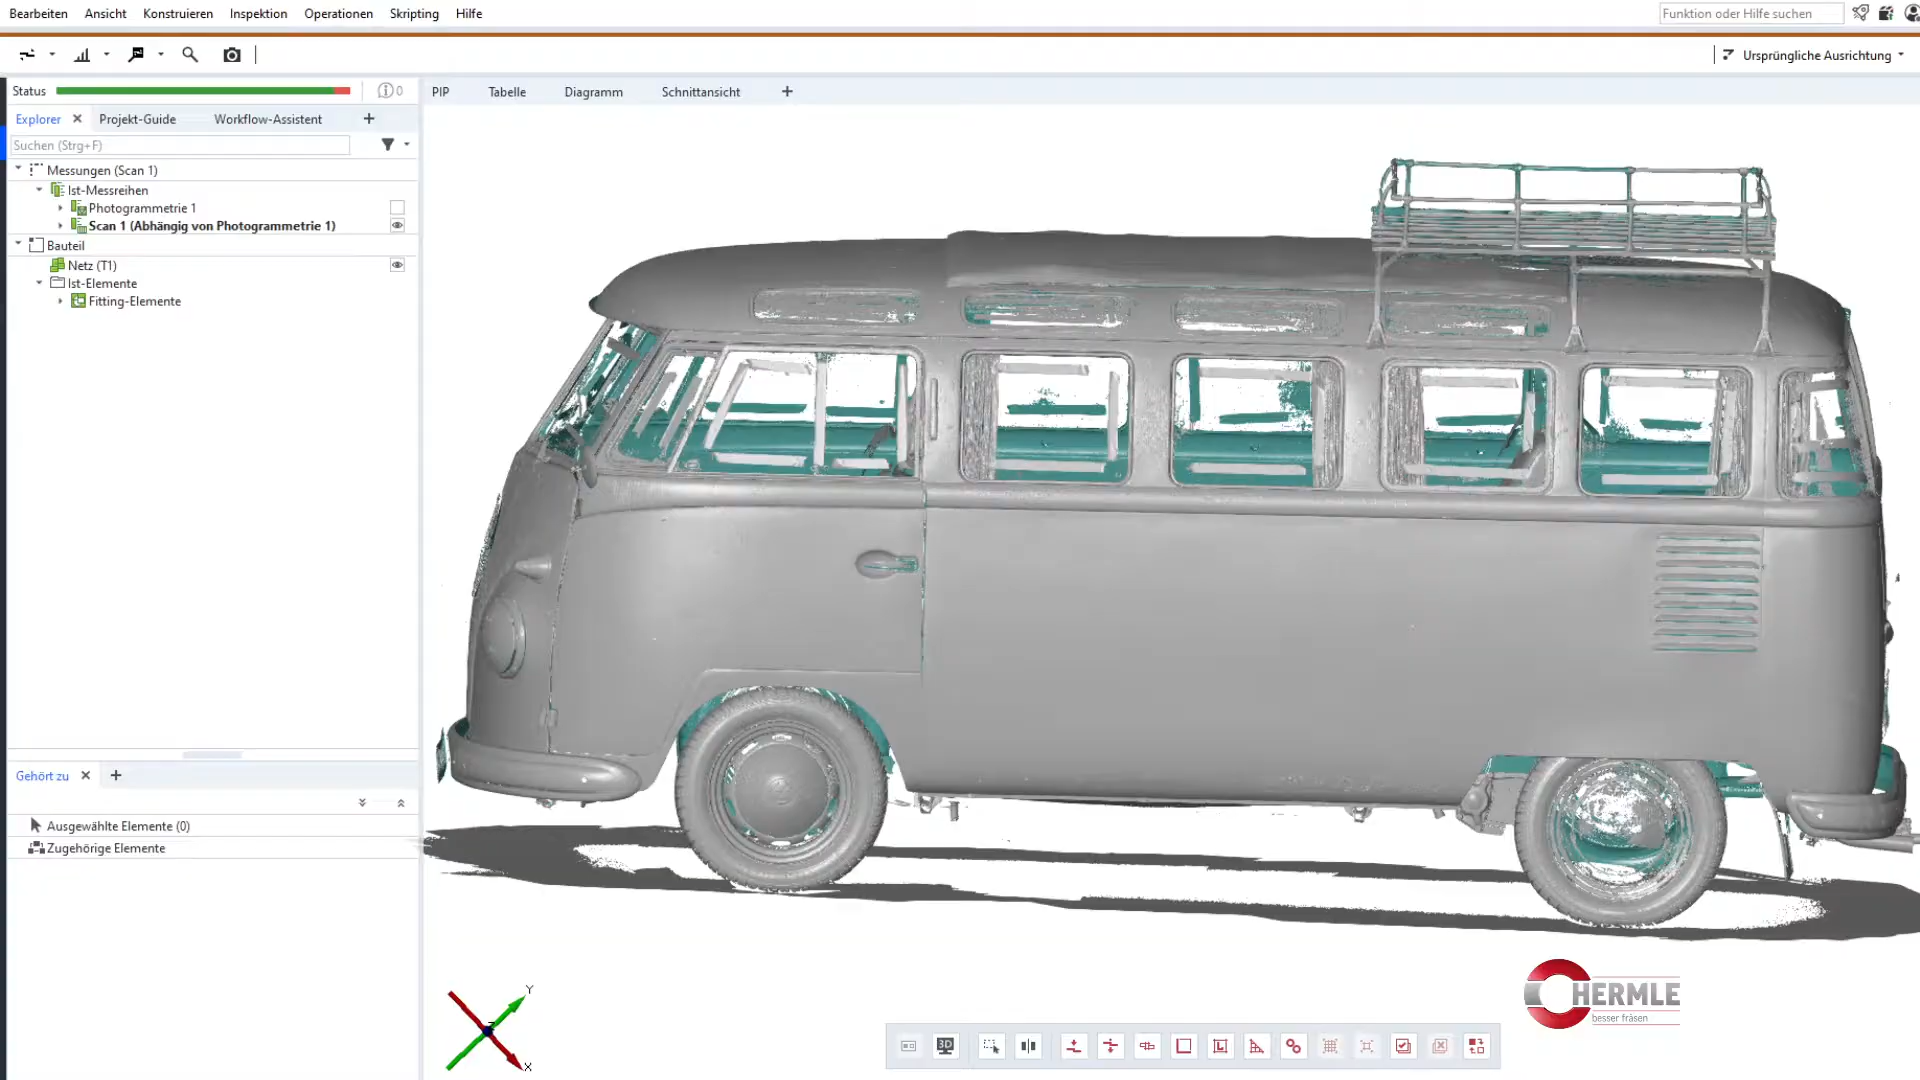 Bearbeiten Ansicht Konstruieren Inspektion Operationen Skripting Hilfe
Funktion oder Hilfe suchen
Ursprüngliche Ausrichtung
Status
0
PIP Tabelle Diagramm Schnittansicht +
Explorer Projekt-Guide Workflow-Assistent +
Suchen (Strg+F)
Messungen (Scan 1)
Ist-Messreihen
Photogrammetrie 1
Scan 1 (Abhängig von Photogrammetrie 1)
Bauteil
Netz (T1)
Ist-Elemente
Fitting-Elemente
Gehört zu +
Ausgewählte Elemente (0)
Zugehörige Elemente
Y
Z
X
3D
HERMLE
besser fräsen